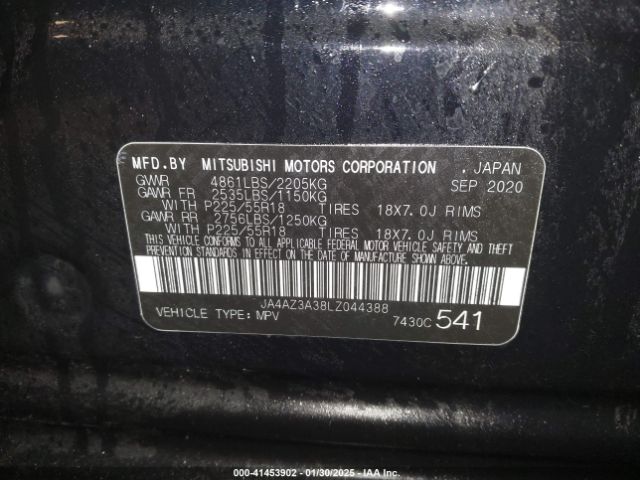 MFD.BY MITSUBISHI MOTORS CORPORATION . JAPAN
GVWR 4861LBS/2205KG SEP 2020
GAWR FR 2535LBS/1150KG
WITH P225/55R18 TIRES 18X7.0J RIMS
GAWR RR 2756LBS/1250KG
WITH P225/55R18 TIRES 18X7.0J RIMS
THIS VEHICLE CONFORMS TO ALL APPLICABLE FEDERAL MOTOR VEHICLE SAFETY AND THEFT
PREVENTION STANDARDS IN EFFECT ON THE DATE OF MANUFACTURE SHOWN ABOVE.
JA4AZ3A38LZ044388
VEHICLE TYPE: MPV 7430C 541
000-41453902 - 01/30/2025 - IAA Inc.